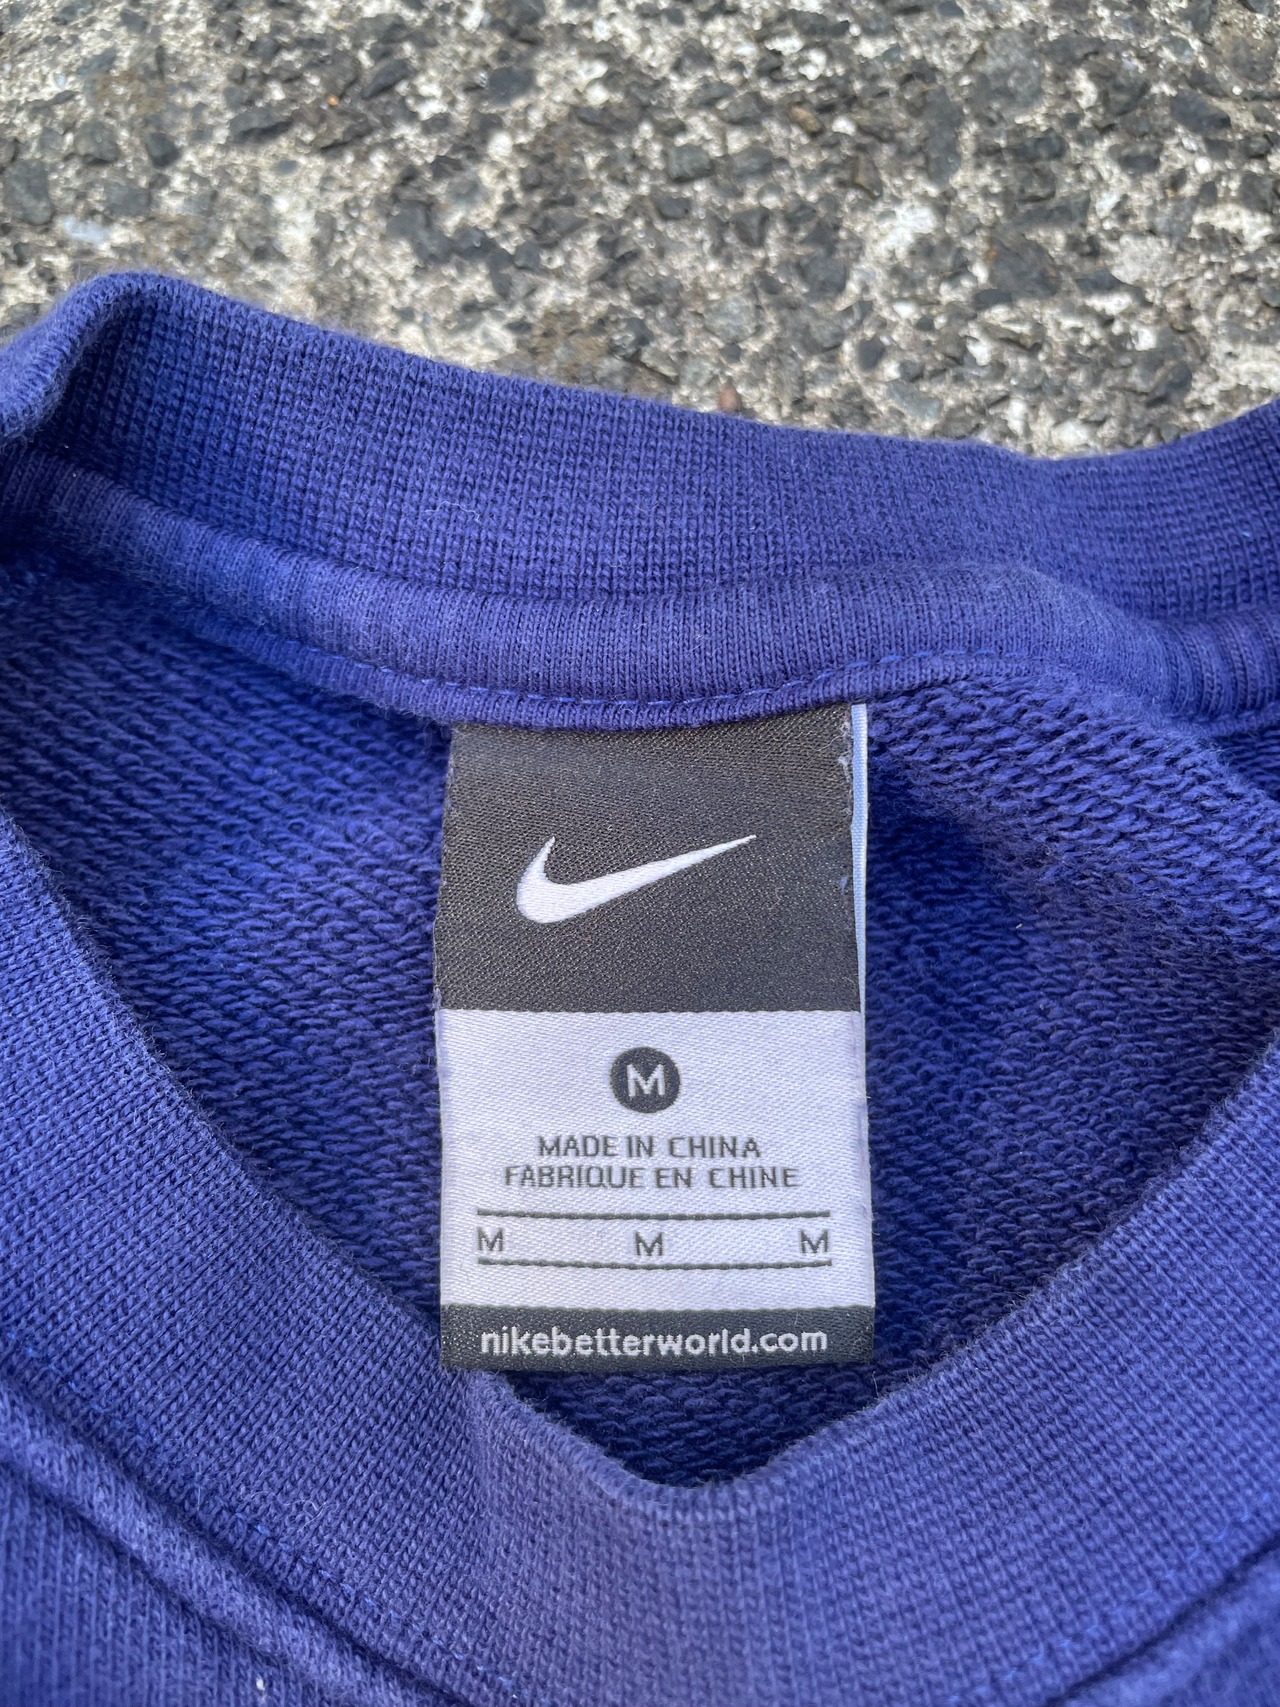 M
MADE IN CHINA
FABRIQUE EN CHINE
M M M
nikebetterworld.com